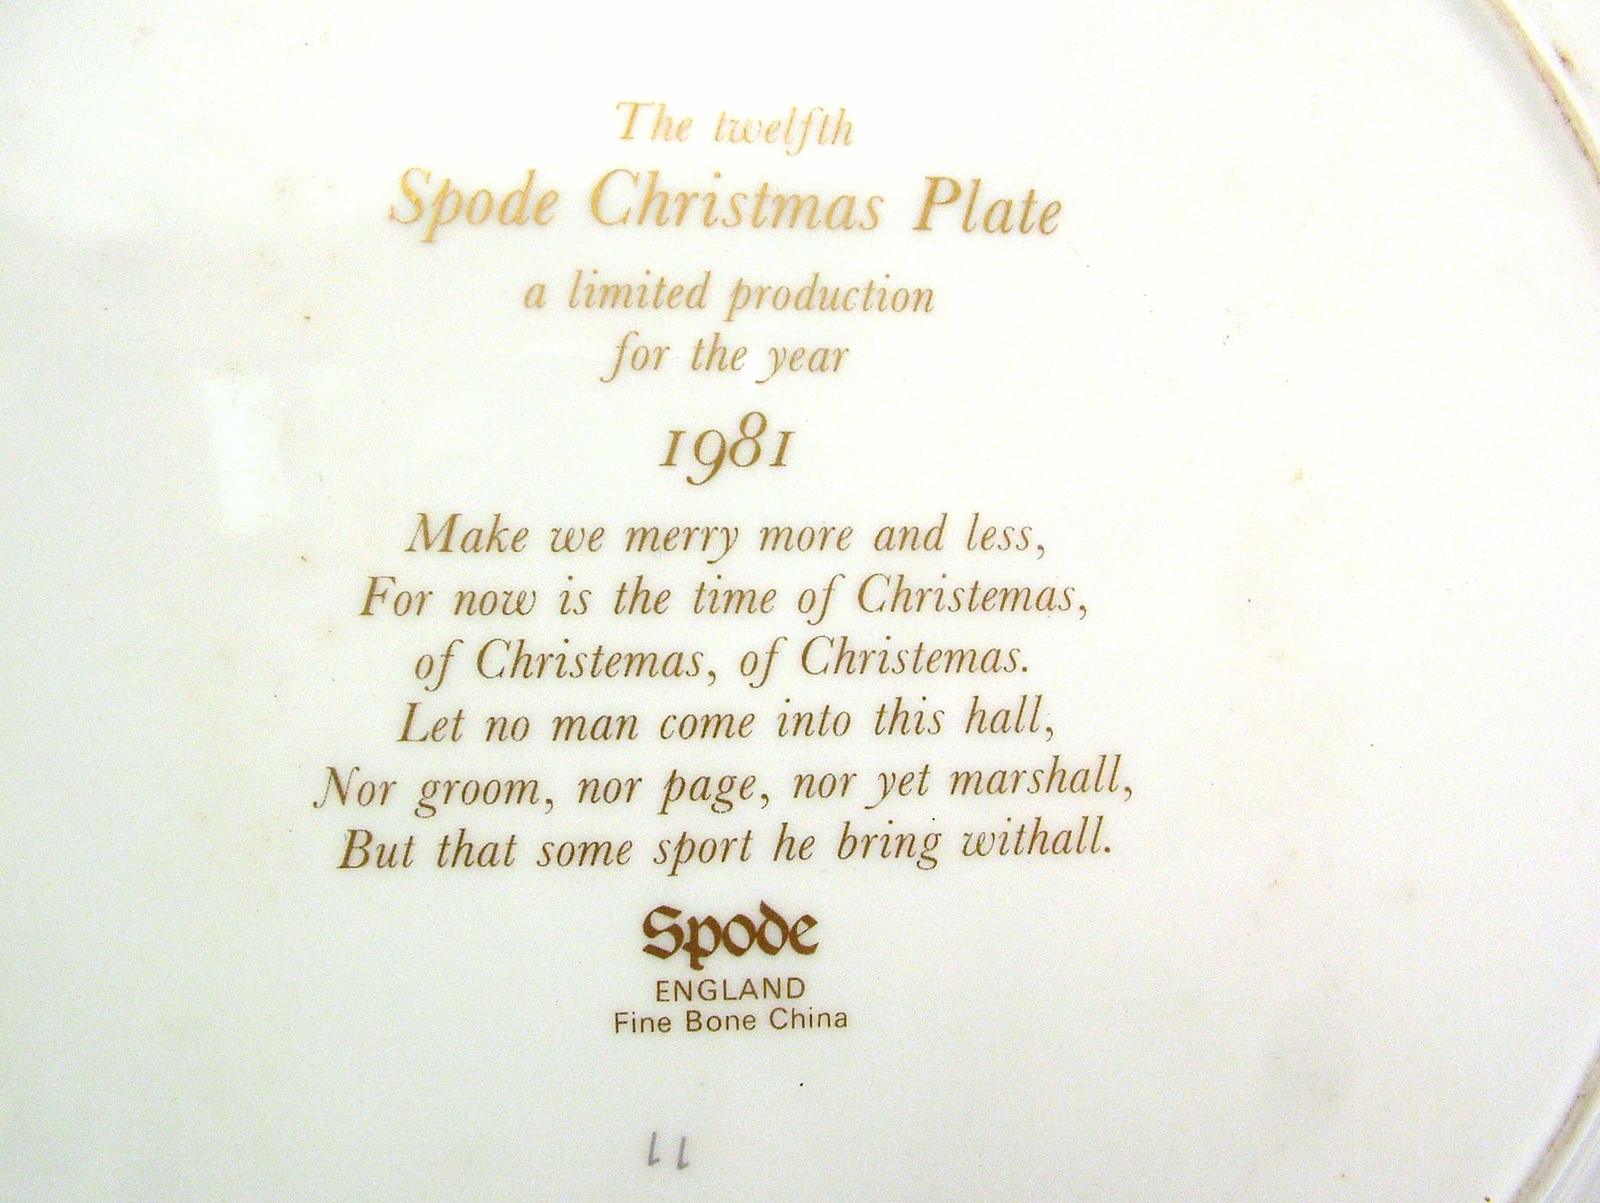 The twelfth
Spode Christmas Plate
a limited production
for the year
1981
Make we merry more and less,
For now is the time of Christemas,
of Christemas, of Christemas.
Let no man come into this hall,
Nor groom, nor page, nor yet marshall,
But that some sport he bring withall.
Spode
ENGLAND
Fine Bone China